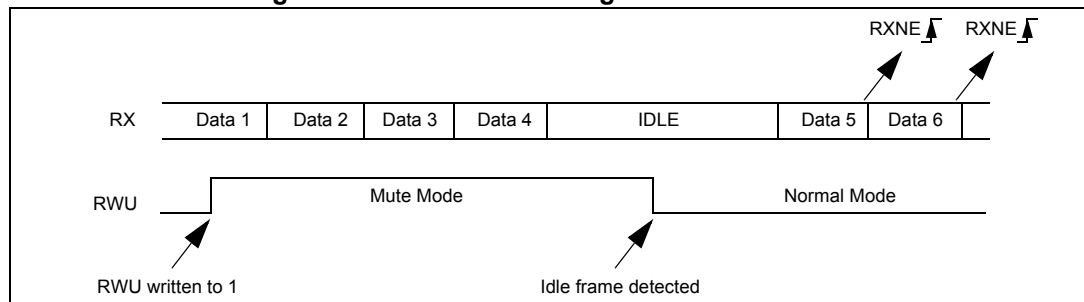 RXNE RXNE
RX Data 1 Data 2 Data 3 Data 4 IDLE Data 5 Data 6
RWU Mute Mode Normal Mode
RWU written to 1 Idle frame detected